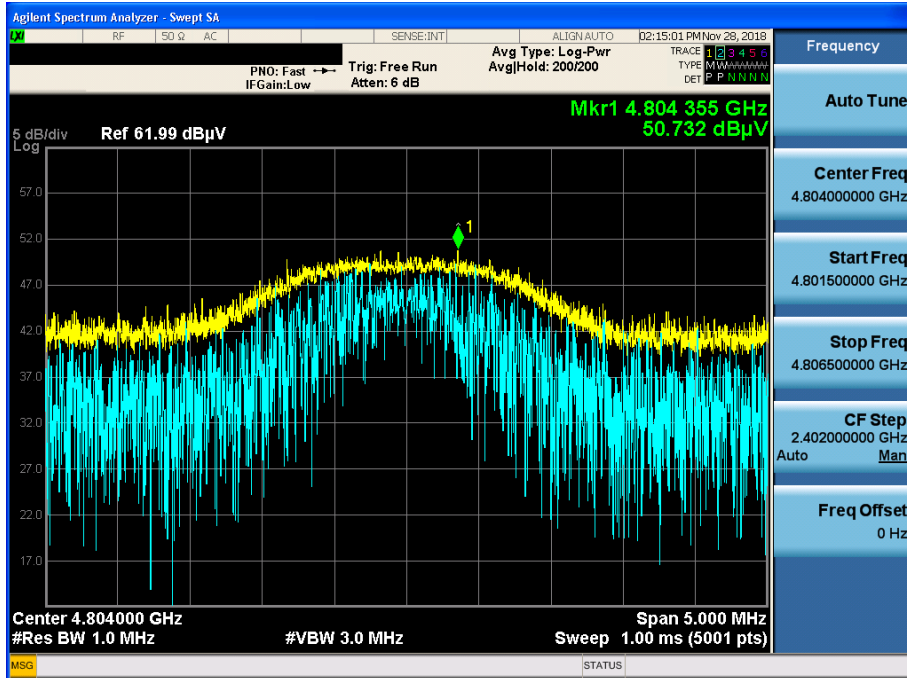 Agilent Spectrum Analyzer - Swept SA
LXI RF 50 Ω AC SENSE:INT ALIGN AUTO 02:15:01 PM Nov 28, 2018
PNO: Fast Trig: Free Run Avg Type: Log-Pwr TRACE 1 2 3 4 5 6
IFGain:Low Atten: 6 dB Avg|Hold: 200/200 TYPE M W W W W W
DET P P N N N N
Mkr1 4.804 355 GHz
50.732 dBµV
5 dB/div Ref 61.99 dBµV
Log
57.0
52.0
1
47.0
42.0
37.0
32.0
27.0
22.0
17.0
Center 4.804000 GHz Span 5.000 MHz
#Res BW 1.0 MHz #VBW 3.0 MHz Sweep 1.00 ms (5001 pts)
MSG STATUS
Frequency
Auto Tune
Center Freq
4.804000000 GHz
Start Freq
4.801500000 GHz
Stop Freq
4.806500000 GHz
CF Step
2.402000000 GHz
Auto Man
Freq Offset
0 Hz